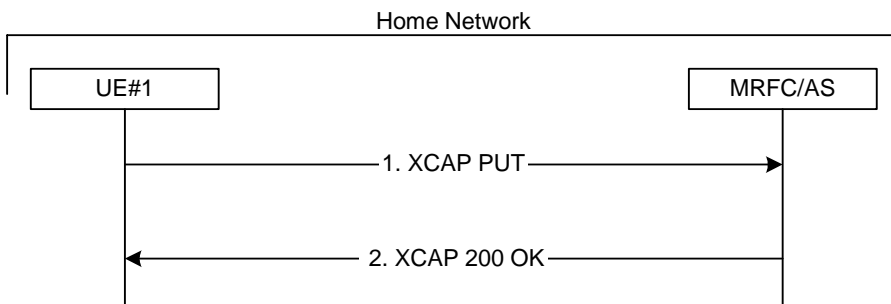 Home Network
UE#1
MRFC/AS
1. XCAP PUT
2. XCAP 200 OK